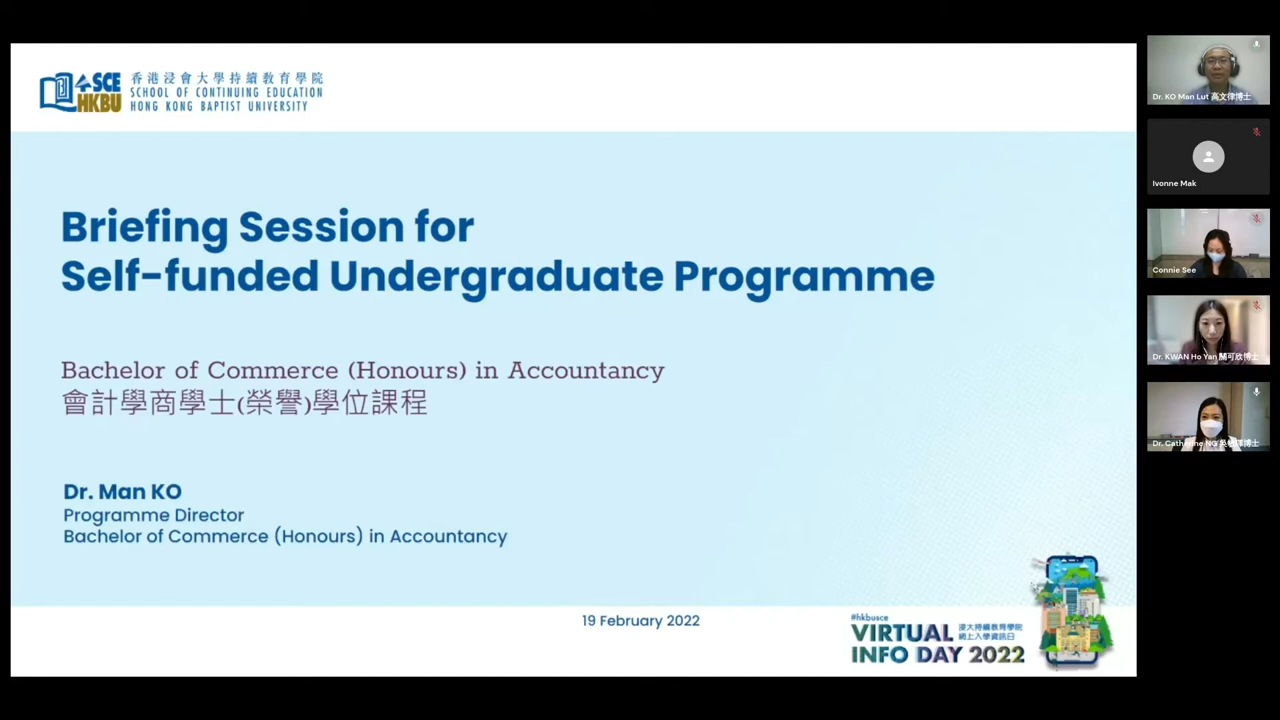 SCE
HKBU
香港浸會大學持續教育學院
SCHOOL OF CONTINUING EDUCATION
HONG KONG BAPTIST UNIVERSITY
Briefing Session for
Self-funded Undergraduate Programme
Bachelor of Commerce (Honours) in Accountancy
會計學商學士(榮譽)學位課程
Dr. Man KO
Programme Director
Bachelor of Commerce (Honours) in Accountancy
19 February 2022
#hkbusce
VIRTUAL
INFO DAY 2022
浸大持續教育學院
網上入學資訊日
Dr. KO Man Lut 高文律博士
Ivonne Mak
Connie See
Dr. KWAN Ho Yan 關可欣博士
Dr. Catherine NG